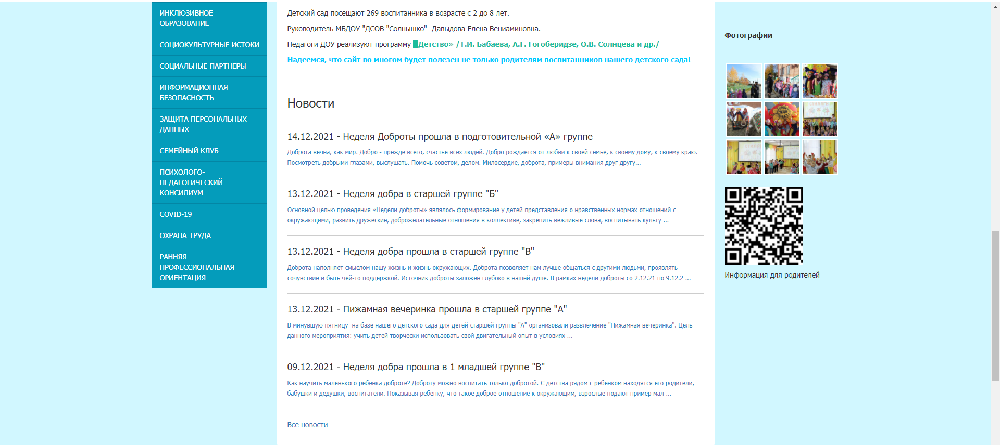 ИНКЛЮЗИВНОЕ
ОБРАЗОВАНИЕ
СОЦИОКУЛЬТУРНЫЕ ИСТОКИ
СОЦИАЛЬНЫЕ ПАРТНЕРЫ
ИНФОРМАЦИОННАЯ
БЕЗОПАСНОСТЬ
ЗАЩИТА ПЕРСОНАЛЬНЫХ
ДАННЫХ
СЕМЕЙНЫЙ КЛУБ
ПСИХОЛОГО-
ПЕДАГОГИЧЕСКИЙ
КОНСИЛИУМ
COVID-19
ОХРАНА ТРУДА
РАННЯЯ
ПРОФЕССИОНАЛЬНАЯ
ОРИЕНТАЦИЯ
Детский сад посещают 269 воспитанника в возрасте с 2 до 8 лет.
Руководитель МБДОУ "ДСОВ "Солнышко"- Давыдова Елена Вениаминовна.
Педагоги ДОУ реализуют программу Детство» /Т.И. Бабаева, А.Г. Гогоберидзе, О.В. Солнцева и др./
Надеемся, что сайт во многом будет полезен не только родителям воспитанников нашего детского сада!
Новости
14.12.2021 - Неделя Доброты прошла в подготовительной «А» группе
Доброта вечна, как мир. Добро - прежде всего, счастье всех людей. Добро рождается от любви к своей семье, к своему дому, к своему краю.
Посмотреть добрыми глазами, выслушать. Помочь советом, делом. Милосердие, доброта, примеры внимания друг другу...
13.12.2021 - Неделя добра в старшей группе "Б"
Основной целью проведения «Недели доброты» являлось формирование у детей представления о нравственных нормах отношений с
окружающими, развить дружеские, доброжелательные отношения в коллективе, закрепить вежливые слова, воспитывать культу ...
13.12.2021 - Неделя добра прошла в старшей группе "В"
Доброта наполняет смыслом нашу жизнь и жизнь окружающих. Доброта позволяет нам лучше общаться с другими людьми, проявлять
сочувствие и быть чей-то поддержкой. Источник доброты заложен глубоко в нашей душе. В рамках недели доброты со 2.12.21 по 9.12.2 ...
13.12.2021 - Пижамная вечеринка прошла в старшей группе "А"
В минувшую пятницу  на базе нашего детского сада для детей старшей группы "А" организовали развлечение "Пижамная вечеринка". Цель
данного мероприятия: учить детей творчески использовать свой двигательный опыт в условиях ...
09.12.2021 - Неделя добра прошла в 1 младшей группе "В"
Как научить маленького ребенка доброте? Доброту можно воспитать только добротой. С детства рядом с ребенком находятся его родители,
бабушки и дедушки, воспитатели. Показывая ребенку, что такое доброе отношение к окружающим, взрослые подают пример мал ...
Все новости
Фотографии
Информация для родителей